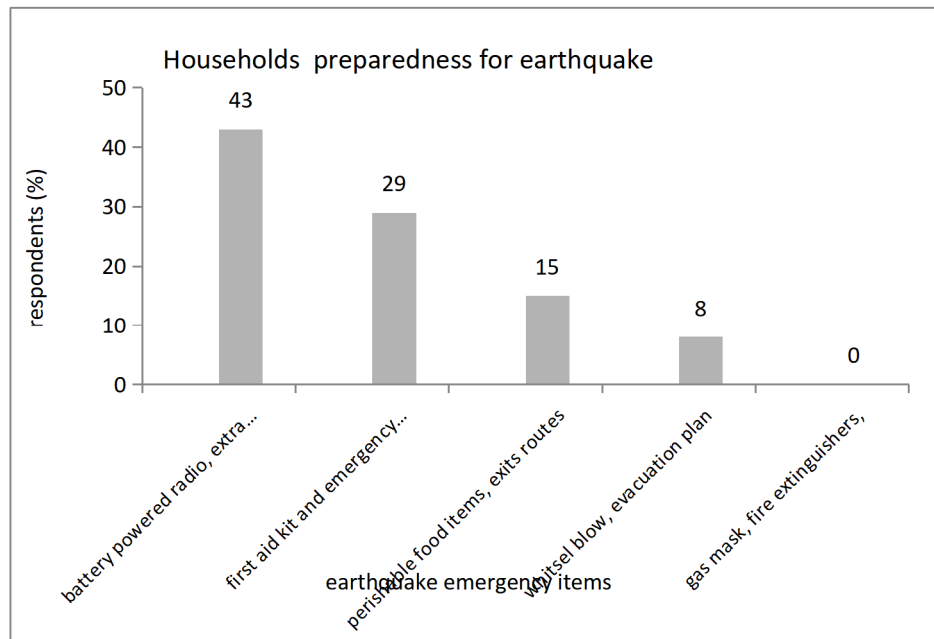 Households preparedness for earthquake
respondents (%)
50
40
30
20
10
0
43
29
15
8
0
battery powered radio, extra...
first aid kit and emergency...
perishable food items, exits routes
whitsel blow, evacuation plan
gas mask, fire extinguishers,
earthquake emergency items